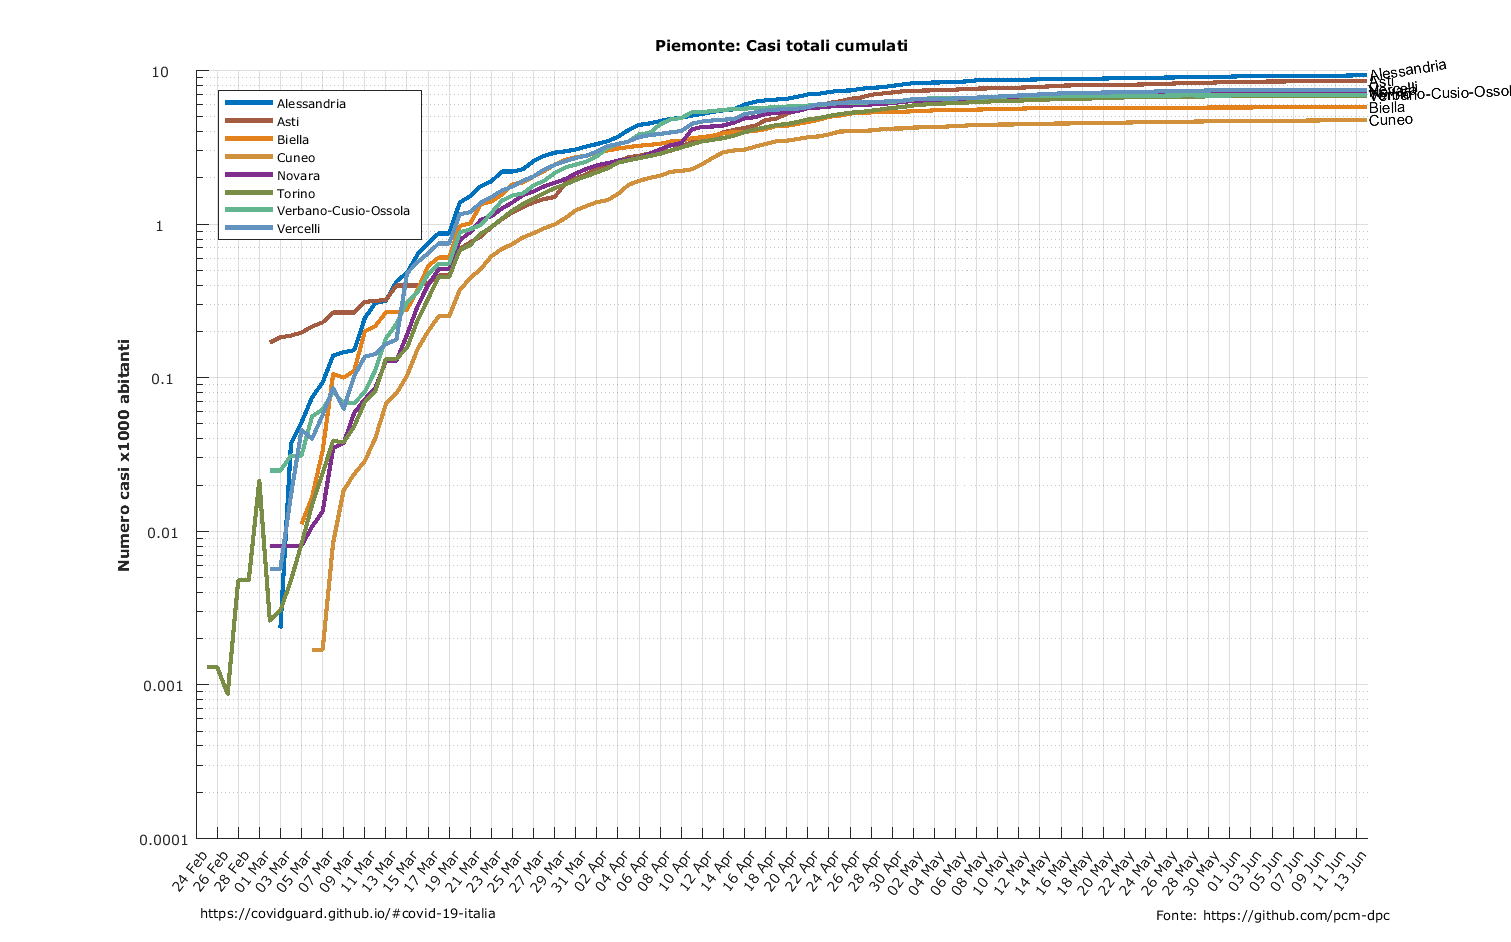 Piemonte: Casi totali cumulati
Numero casi x1000 abitanti
10
1
0.1
0.01
0.001
0.0001
Alessandria
Asti
Biella
Cuneo
Novara
Torino
Verbano-Cusio-Ossola
Vercelli
Alessandria
Asti
Vercelli
Verbano-Cusio-Ossol
Biella
Cuneo
24 Feb
26 Feb
28 Feb
01 Mar
03 Mar
05 Mar
07 Mar
09 Mar
11 Mar
13 Mar
15 Mar
17 Mar
19 Mar
21 Mar
23 Mar
25 Mar
27 Mar
29 Mar
31 Mar
02 Apr
04 Apr
06 Apr
08 Apr
10 Apr
12 Apr
14 Apr
16 Apr
18 Apr
20 Apr
22 Apr
24 Apr
26 Apr
28 Apr
30 Apr
02 May
04 May
06 May
08 May
10 May
12 May
14 May
16 May
18 May
20 May
22 May
24 May
26 May
28 May
30 May
01 Jun
03 Jun
05 Jun
07 Jun
09 Jun
11 Jun
13 Jun
https://covidguard.github.io/#covid-19-italia
Fonte: https://github.com/pcm-dpc